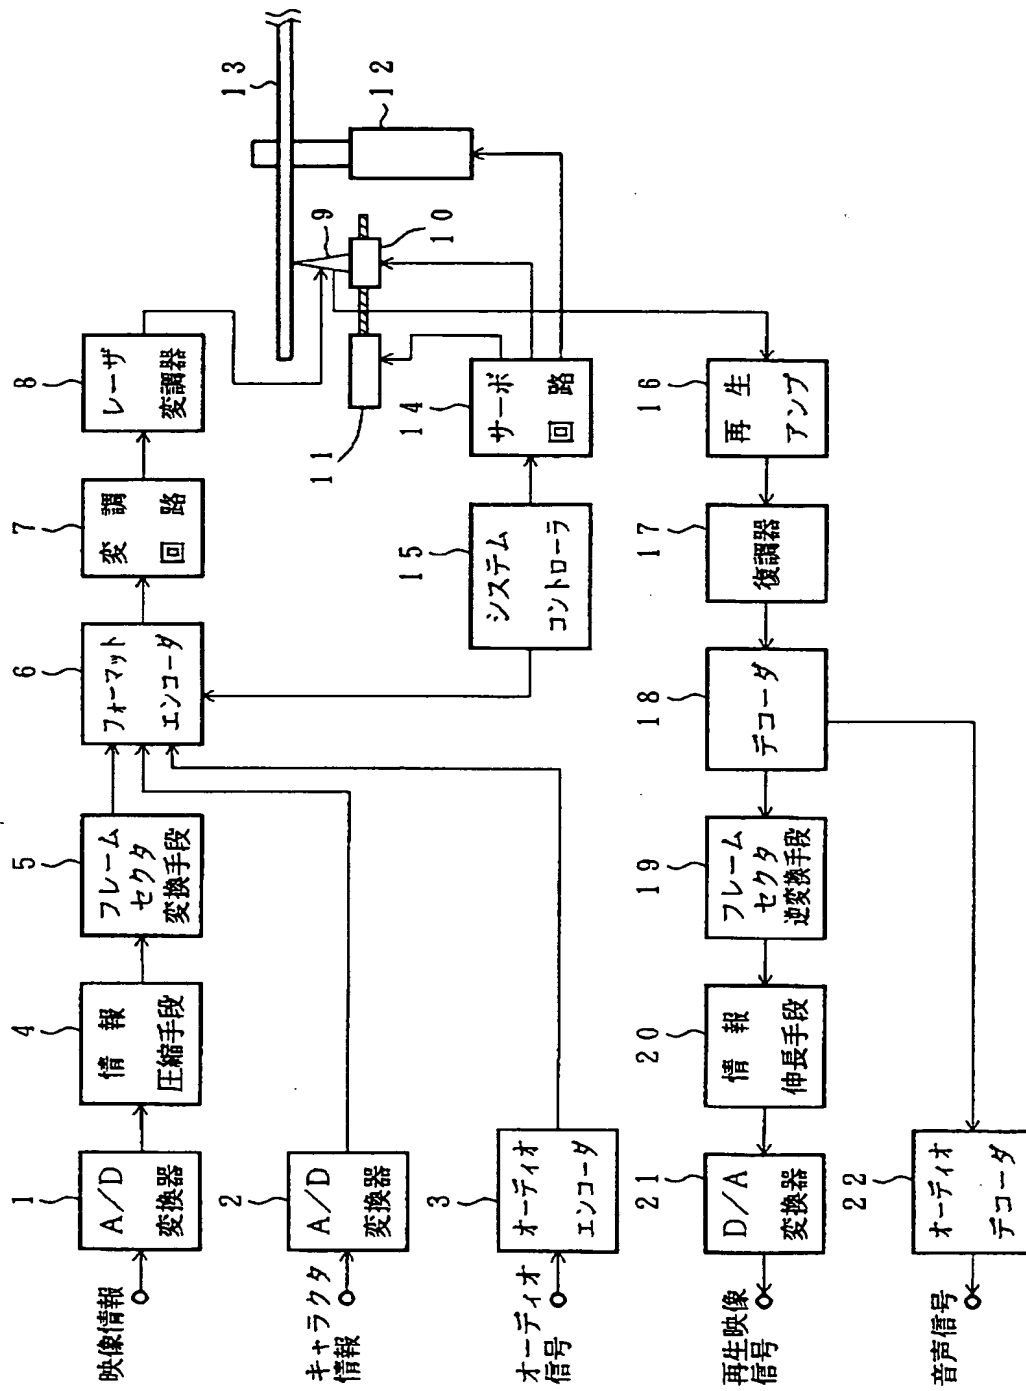 映像情報
1
A/D
変換器
4
情報
圧縮手段
5
フレーム
セクタ
変換手段
6
フォーマット
エンコーダ
7
変調
回路
8
レーザ
変調器
13
キャラクタ
情報
2
A/D
変換器
9
10
11
12
オーディオ
信号
3
オーディオ
エンコーダ
15
システム
コントローラ
14
サーボ
回路
再生映像
信号
21
D/A
変換器
20
情報
伸長手段
19
フレーム
セクタ
逆変換手段
18
デコーダ
17
復調器
16
再生
アンプ
音声信号
22
オーディオ
デコーダ